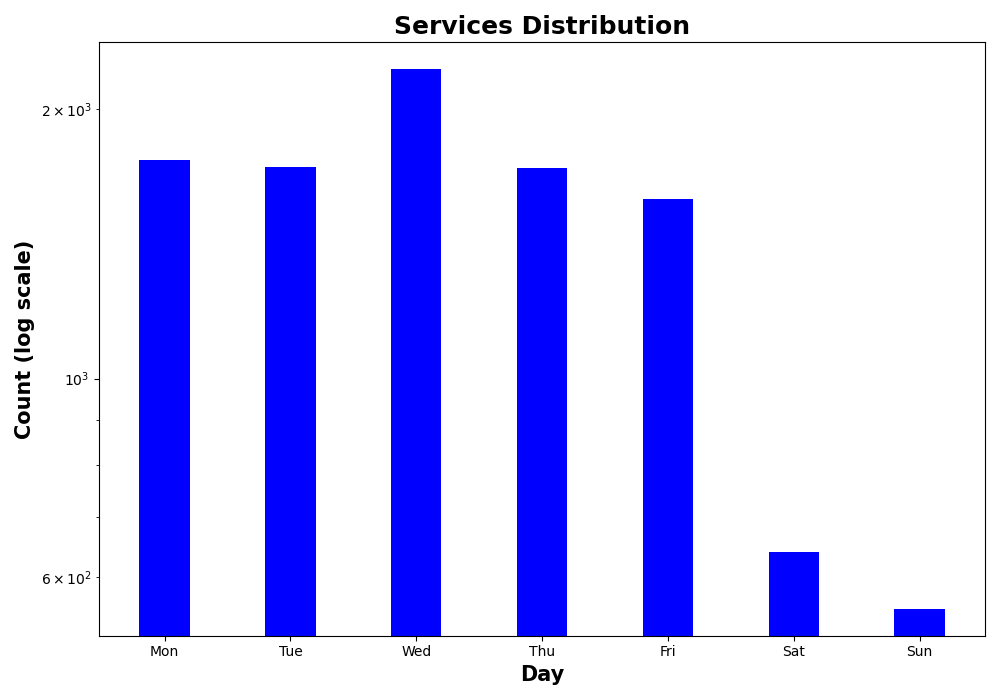 Services Distribution
Count (log scale)
2 × 10³
10³
6 × 10²
Mon Tue Wed Thu Fri Sat Sun
Day